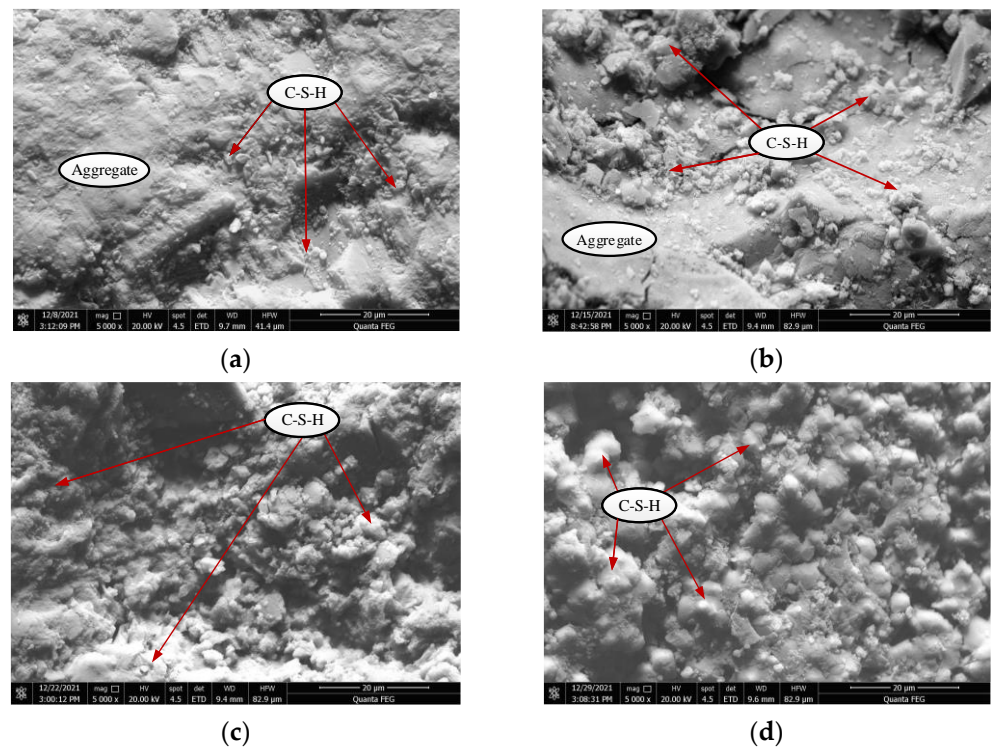 C-S-H
Aggregate
12/8/2021 mag HV spot det WD HFW 20 µm
3:12:09 PM 5 000 x 20.00 kV 4.5 ETD 9.7 mm 41.4 µm Quanta FEG
(a)
C-S-H
Aggregate
12/15/2021 mag HV spot det WD HFW 20 µm
8:42:58 PM 5 000 x 20.00 kV 4.5 ETD 9.4 mm 82.9 µm Quanta FEG
(b)
C-S-H
12/22/2021 mag HV spot det WD HFW 20 µm
3:00:12 PM 5 000 x 20.00 kV 4.5 ETD 9.4 mm 82.9 µm Quanta FEG
(c)
C-S-H
12/29/2021 mag HV spot det WD HFW 20 µm
3:08:31 PM 5 000 x 20.00 kV 4.5 ETD 9.6 mm 82.9 µm Quanta FEG
(d)